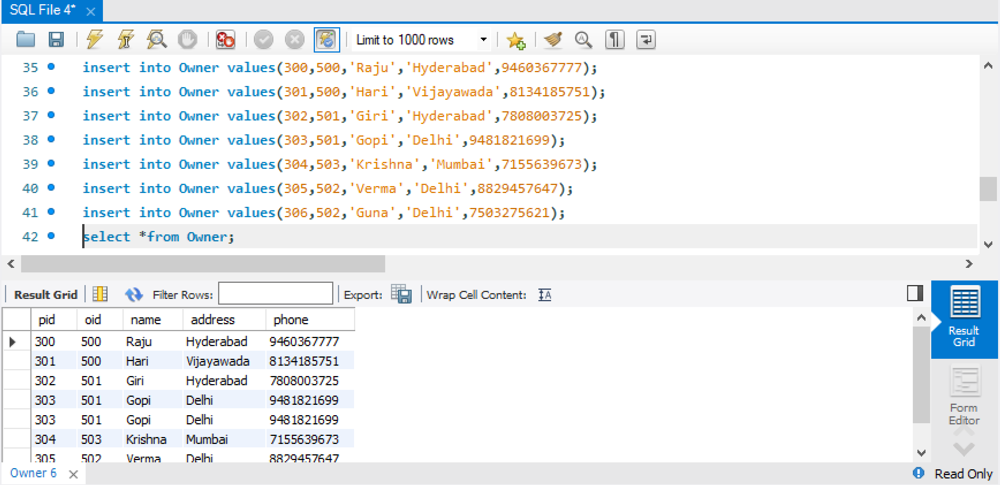 SQL File 4*
Limit to 1000 rows
35 insert into Owner values(300,500,'Raju','Hyderabad',9460367777);
36 insert into Owner values(301,500,'Hari','Vijayawada',8134185751);
37 insert into Owner values(302,501,'Giri','Hyderabad',7808003725);
38 insert into Owner values(303,501,'Gopi','Delhi',9481821699);
39 insert into Owner values(304,503,'Krishna','Mumbai',7155639673);
40 insert into Owner values(305,502,'Verma','Delhi',8829457647);
41 insert into Owner values(306,502,'Guna','Delhi',7503275621);
42 select *from Owner;
Result Grid Filter Rows: Export: Wrap Cell Content:
pid oid name address phone
300 500 Raju Hyderabad 9460367777
301 500 Hari Vijayawada 8134185751
302 501 Giri Hyderabad 7808003725
303 501 Gopi Delhi 9481821699
303 501 Gopi Delhi 9481821699
304 503 Krishna Mumbai 7155639673
305 502 Verma Delhi 8829457647
Result
Grid
Form
Editor
Owner 6
Read Only